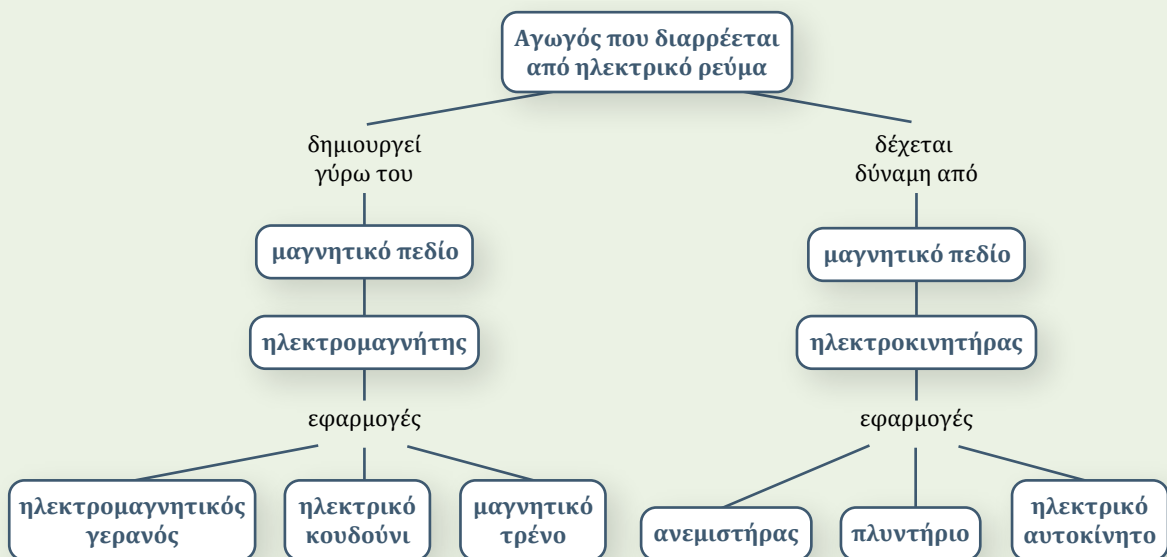 Αγωγός που διαρρέεται
από ηλεκτρικό ρεύμα
δημιουργεί
γύρω του
δέχεται
δύναμη από
μαγνητικό πεδίο
μαγνητικό πεδίο
ηλεκτρομαγνήτης
ηλεκτροκινητήρας
εφαρμογές
εφαρμογές
ηλεκτρομαγνητικός
γερανός
ηλεκτρικό
κουδούνι
μαγνητικό
τρένο
ανεμιστήρας
πλυντήριο
ηλεκτρικό
αυτοκίνητο